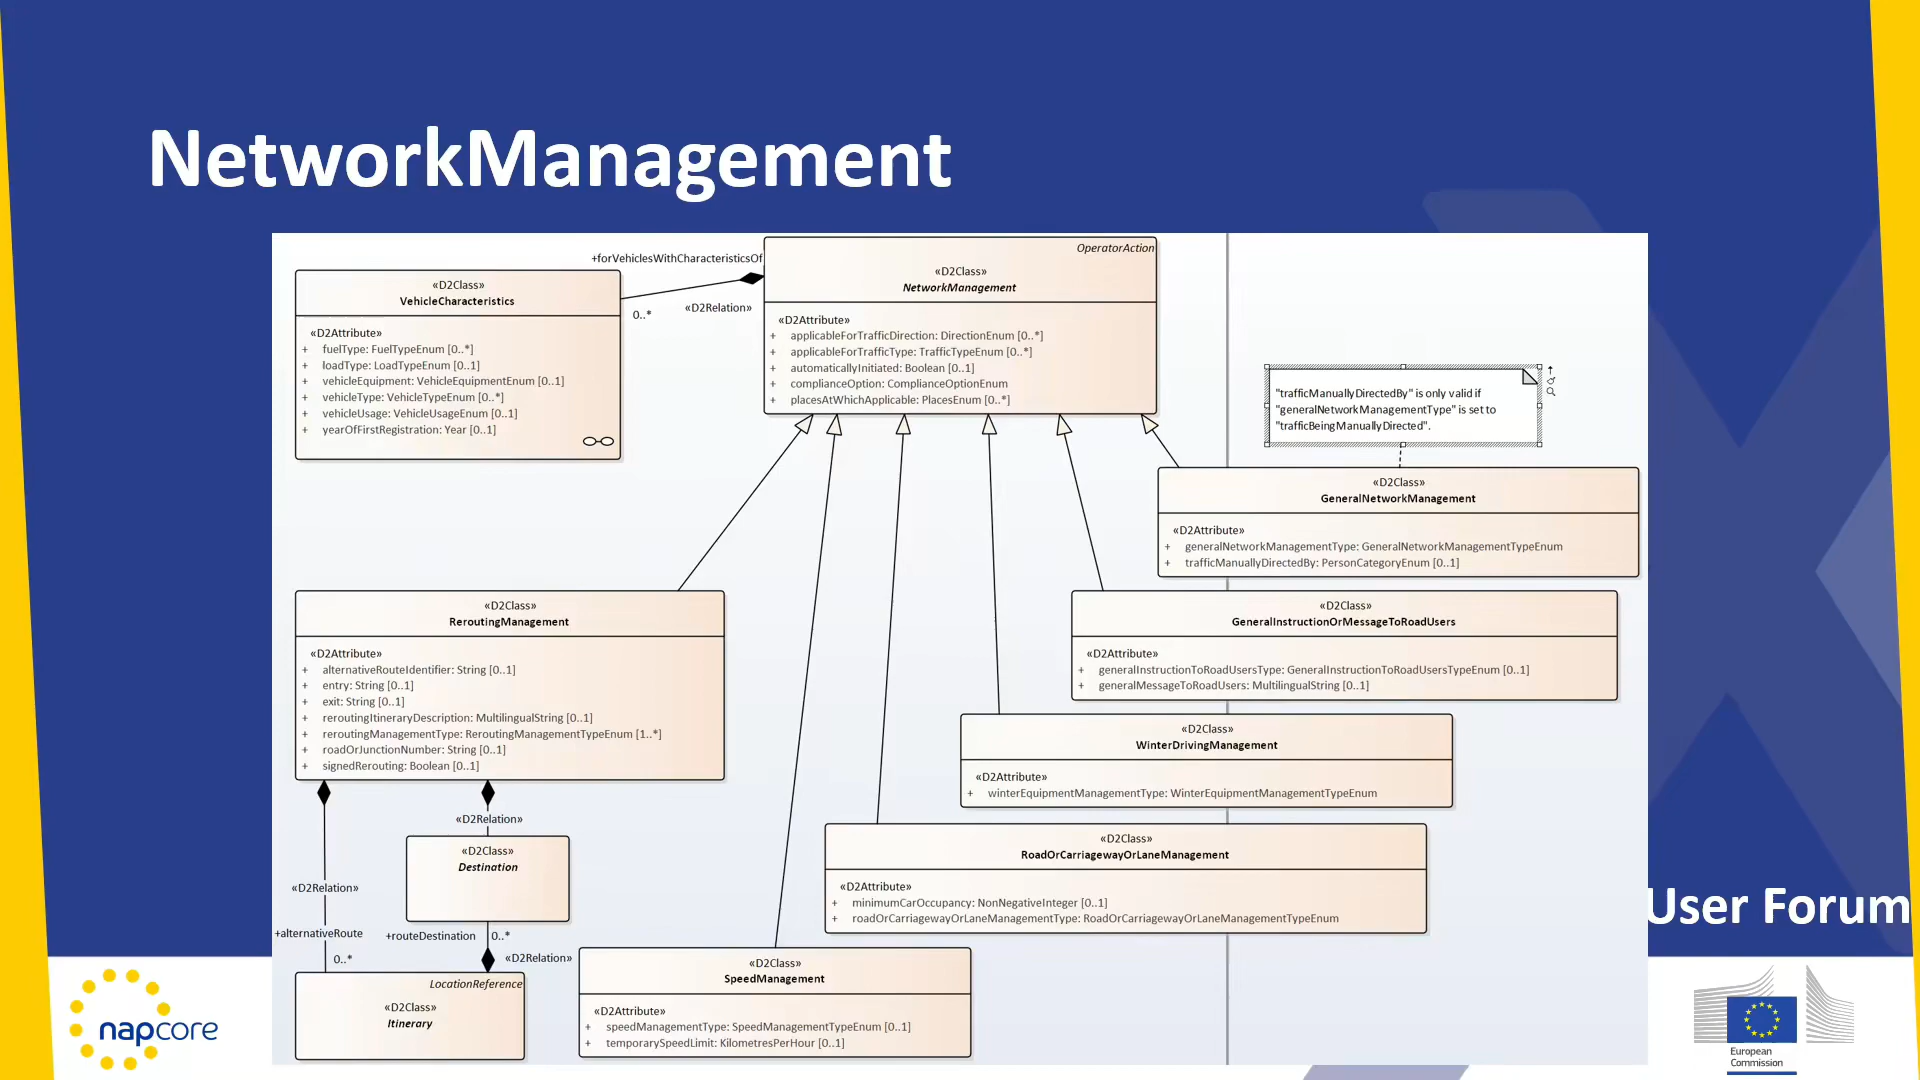 NetworkManagement
+forVehiclesWithCharacteristicsOf
0..*
«D2Relation»
OperatorAction
«D2Class»
NetworkManagement
«D2Attribute»
+ applicableForTrafficDirection: DirectionEnum [0..*]
+ applicableForTrafficType: TrafficTypeEnum [0..*]
+ automaticallyInitiated: Boolean [0..1]
+ complianceOption: ComplianceOptionEnum
+ placesAtWhichApplicable: PlacesEnum [0..*]
«D2Class»
VehicleCharacteristics
«D2Attribute»
+ fuelType: FuelTypeEnum [0..*]
+ loadType: LoadTypeEnum [0..1]
+ vehicleEquipment: VehicleEquipmentEnum [0..1]
+ vehicleType: VehicleTypeEnum [0..*]
+ vehicleUsage: VehicleUsageEnum [0..1]
+ yearOfFirstRegistration: Year [0..1]
"trafficManuallyDirectedBy" is only valid if
"generalNetworkManagementType" is set to
"trafficBeingManuallyDirected".
«D2Class»
GeneralNetworkManagement
«D2Attribute»
+ generalNetworkManagementType: GeneralNetworkManagementTypeEnum
+ trafficManuallyDirectedBy: PersonCategoryEnum [0..1]
«D2Class»
ReroutingManagement
«D2Attribute»
+ alternativeRouteIdentifier: String [0..1]
+ entry: String [0..1]
+ exit: String [0..1]
+ reroutingItineraryDescription: MultilingualString [0..1]
+ reroutingManagementType: ReroutingManagementTypeEnum [1..*]
+ roadOrJunctionNumber: String [0..1]
+ signedRerouting: Boolean [0..1]
«D2Class»
GeneralInstructionOrMessageToRoadUsers
«D2Attribute»
+ generalInstructionToRoadUsersType: GeneralInstructionToRoadUsersTypeEnum [0..1]
+ generalMessageToRoadUsers: MultilingualString [0..1]
«D2Class»
WinterDrivingManagement
«D2Attribute»
+ winterEquipmentManagementType: WinterEquipmentManagementTypeEnum
«D2Relation»
«D2Class»
Destination
«D2Relation»
+alternativeRoute
0..*
+routeDestination
0..*
«D2Relation»
«D2Class»
RoadOrCarriagewayOrLaneManagement
«D2Attribute»
+ minimumCarOccupancy: NonNegativeInteger [0..1]
+ roadOrCarriagewayOrLaneManagementType: RoadOrCarriagewayOrLaneManagementTypeEnum
LocationReference
«D2Class»
Itinerary
«D2Class»
SpeedManagement
«D2Attribute»
+ speedManagementType: SpeedManagementTypeEnum [0..1]
+ temporarySpeedLimit: KilometresPerHour [0..1]
User Forum
napcore
European
Commission